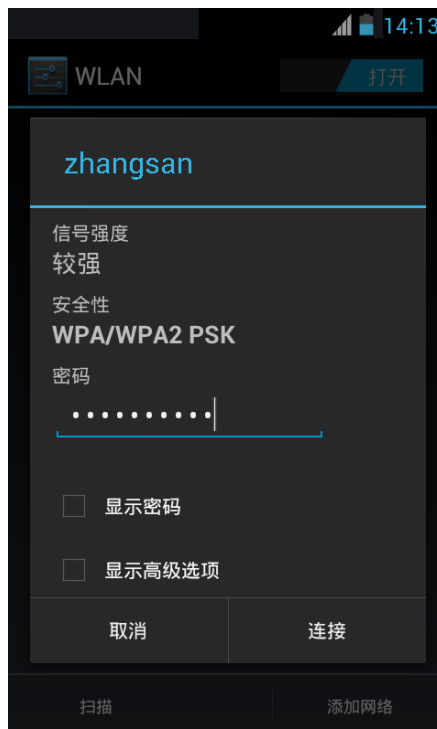 14:13
WLAN
打开
zhangsan
信号强度
较强
安全性
WPA/WPA2 PSK
密码
••••••••••
显示密码
显示高级选项
取消
连接
扫描
添加网络